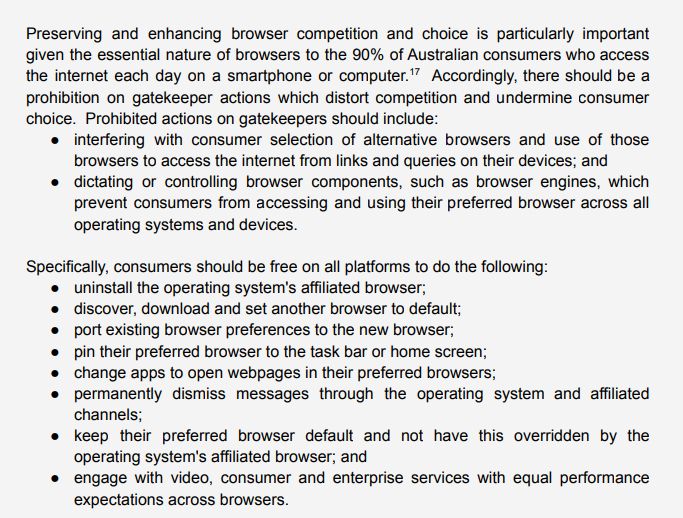 Preserving and enhancing browser competition and choice is particularly important
given the essential nature of browsers to the 90% of Australian consumers who access
the internet each day on a smartphone or computer.17 Accordingly, there should be a
prohibition on gatekeeper actions which distort competition and undermine consumer
choice. Prohibited actions on gatekeepers should include:
● interfering with consumer selection of alternative browsers and use of those
browsers to access the internet from links and queries on their devices; and
● dictating or controlling browser components, such as browser engines, which
prevent consumers from accessing and using their preferred browser across all
operating systems and devices.
Specifically, consumers should be free on all platforms to do the following:
● uninstall the operating system's affiliated browser;
● discover, download and set another browser to default;
● port existing browser preferences to the new browser;
● pin their preferred browser to the task bar or home screen;
● change apps to open webpages in their preferred browsers;
● permanently dismiss messages through the operating system and affiliated
channels;
● keep their preferred browser default and not have this overridden by the
operating system's affiliated browser; and
● engage with video, consumer and enterprise services with equal performance
expectations across browsers.